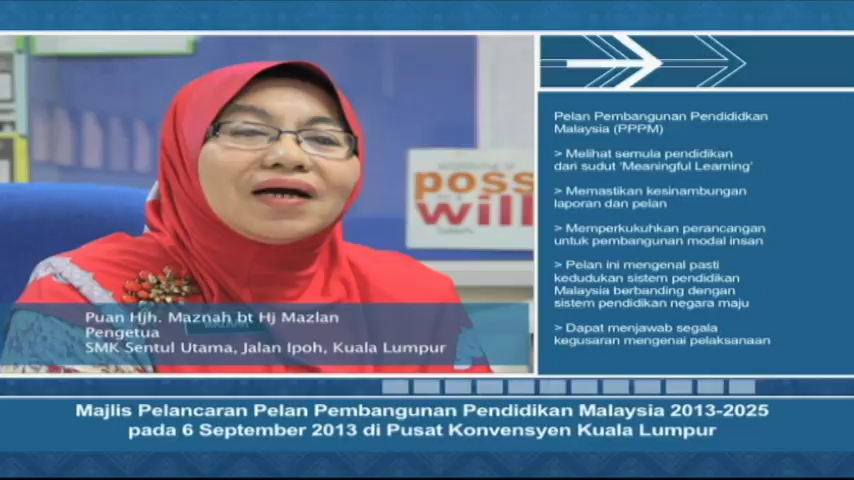 poss
will
Puan Hjh. Maznah bt Hj Mazlan
Pengetua
SMK Sentul Utama, Jalan Ipoh, Kuala Lumpur
Pelan Pembangunan Pendididkan
Malaysia (PPPM)
> Melihat semula pendidikan
dari sudut 'Meaningful Learning'
> Memastikan kesinambungan
laporan dan pelan
> Memperkukuhkan perancangan
untuk pembangunan modal insan
> Pelan ini mengenal pasti
kedudukan sistem pendidikan
Malaysia berbanding dengan
sistem pendidikan negara maju
> Dapat menjawab segala
kegusaran mengenai pelaksanaan
Majlis Pelancaran Pelan Pembangunan Pendidikan Malaysia 2013-2025
pada 6 September 2013 di Pusat Konvensyen Kuala Lumpur